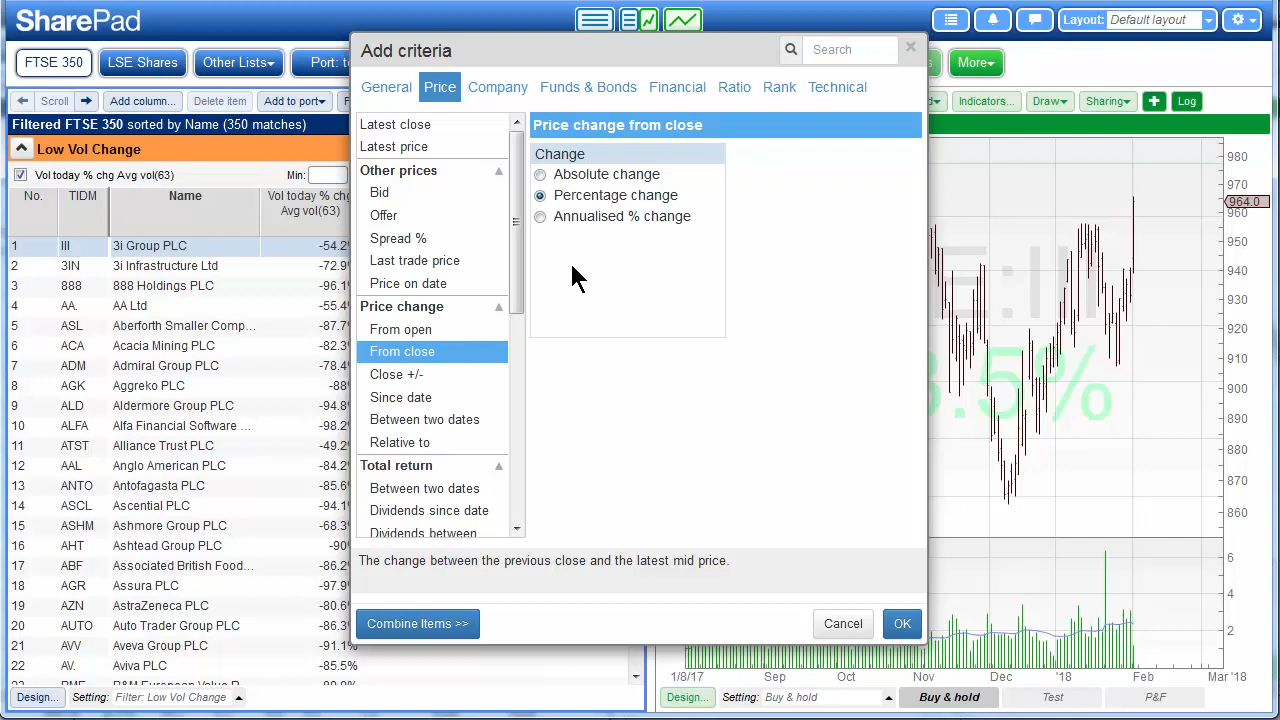 SharePad
Layout: Default layout
FTSE 350
LSE Shares
Other Lists
Port:
More
Scroll
Add column...
Delete item
Add to port
Indicators...
Draw
Sharing
Log
Filtered FTSE 350 sorted by Name (350 matches)
Low Vol Change
Vol today % chg Avg vol(63)
Min:
No.
TIDM
Name
Vol today % chg
Avg vol(63)
1 III 3i Group PLC -54.2%
2 3IN 3i Infrastructure Ltd -72.9%
3 888 888 Holdings PLC -96.1%
4 AA. AA Ltd -55.4%
5 ASL Aberforth Smaller Comp... -87.7%
6 ACA Acacia Mining PLC -82.3%
7 ADM Admiral Group PLC -78.4%
8 AGK Aggreko PLC -88%
9 ALD Aldermore Group PLC -94.8%
10 ALFA Alfa Financial Software ... -98.2%
11 ATST Alliance Trust PLC -49.2%
12 AAL Anglo American PLC -84.2%
13 ANTO Antofagasta PLC -85.6%
14 ASCL Ascential PLC -94.1%
15 ASHM Ashmore Group PLC -68.3%
16 AHT Ashtead Group PLC -90%
17 ABF Associated British Food... -86.2%
18 AGR Assura PLC -97.9%
19 AZN AstraZeneca PLC -80.6%
20 AUTO Auto Trader Group PLC -86.3%
21 AVV Aveva Group PLC -91.1%
22 AV. Aviva PLC -85.5%
Design...
Setting: Filter: Low Vol Change
Add criteria
Search
General
Price
Company
Funds & Bonds
Financial
Ratio
Rank
Technical
Latest close
Latest price
Other prices
Bid
Offer
Spread %
Last trade price
Price on date
Price change
From open
From close
Close +/-
Since date
Between two dates
Relative to
Total return
Between two dates
Dividends since date
Dividends between
Price change from close
Change
Absolute change
Percentage change
Annualised % change
The change between the previous close and the latest mid price.
Combine Items >>
Cancel
OK
980
970
964.0
960
950
940
930
920
910
900
890
880
870
860
6
4
2
1/8/17
Sep
Oct
Nov
Dec
'18
Feb
Mar '18
Design...
Setting: Buy & hold
Buy & hold
Test
P&F